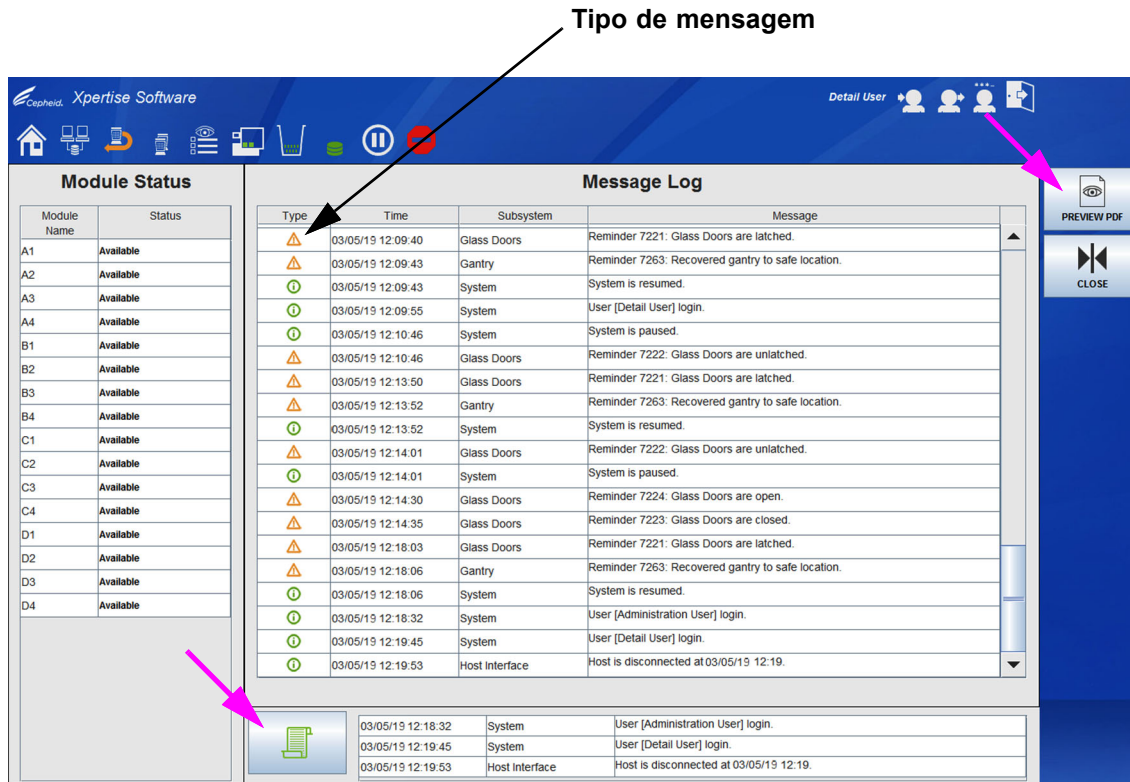 Tipo de mensagem
Cepheid. Xpertise Software
Detail User
Module Status
Module Name Status
A1 Available
A2 Available
A3 Available
A4 Available
B1 Available
B2 Available
B3 Available
B4 Available
C1 Available
C2 Available
C3 Available
C4 Available
D1 Available
D2 Available
D3 Available
D4 Available
Message Log
Type Time Subsystem Message
03/05/19 12:09:40 Glass Doors Reminder 7221: Glass Doors are latched.
03/05/19 12:09:43 Gantry Reminder 7263: Recovered gantry to safe location.
03/05/19 12:09:43 System System is resumed.
03/05/19 12:09:55 System User [Detail User] login.
03/05/19 12:10:46 System System is paused.
03/05/19 12:10:46 Glass Doors Reminder 7222: Glass Doors are unlatched.
03/05/19 12:13:50 Glass Doors Reminder 7221: Glass Doors are latched.
03/05/19 12:13:52 Gantry Reminder 7263: Recovered gantry to safe location.
03/05/19 12:13:52 System System is resumed.
03/05/19 12:14:01 Glass Doors Reminder 7222: Glass Doors are unlatched.
03/05/19 12:14:01 System System is paused.
03/05/19 12:14:30 Glass Doors Reminder 7224: Glass Doors are open.
03/05/19 12:14:35 Glass Doors Reminder 7223: Glass Doors are closed.
03/05/19 12:18:03 Glass Doors Reminder 7221: Glass Doors are latched.
03/05/19 12:18:06 Gantry Reminder 7263: Recovered gantry to safe location.
03/05/19 12:18:06 System System is resumed.
03/05/19 12:18:32 System User [Administration User] login.
03/05/19 12:19:45 System User [Detail User] login.
03/05/19 12:19:53 Host Interface Host is disconnected at 03/05/19 12:19.
03/05/19 12:18:32 System User [Administration User] login.
03/05/19 12:19:45 System User [Detail User] login.
03/05/19 12:19:53 Host Interface Host is disconnected at 03/05/19 12:19.
PREVIEW PDF
CLOSE